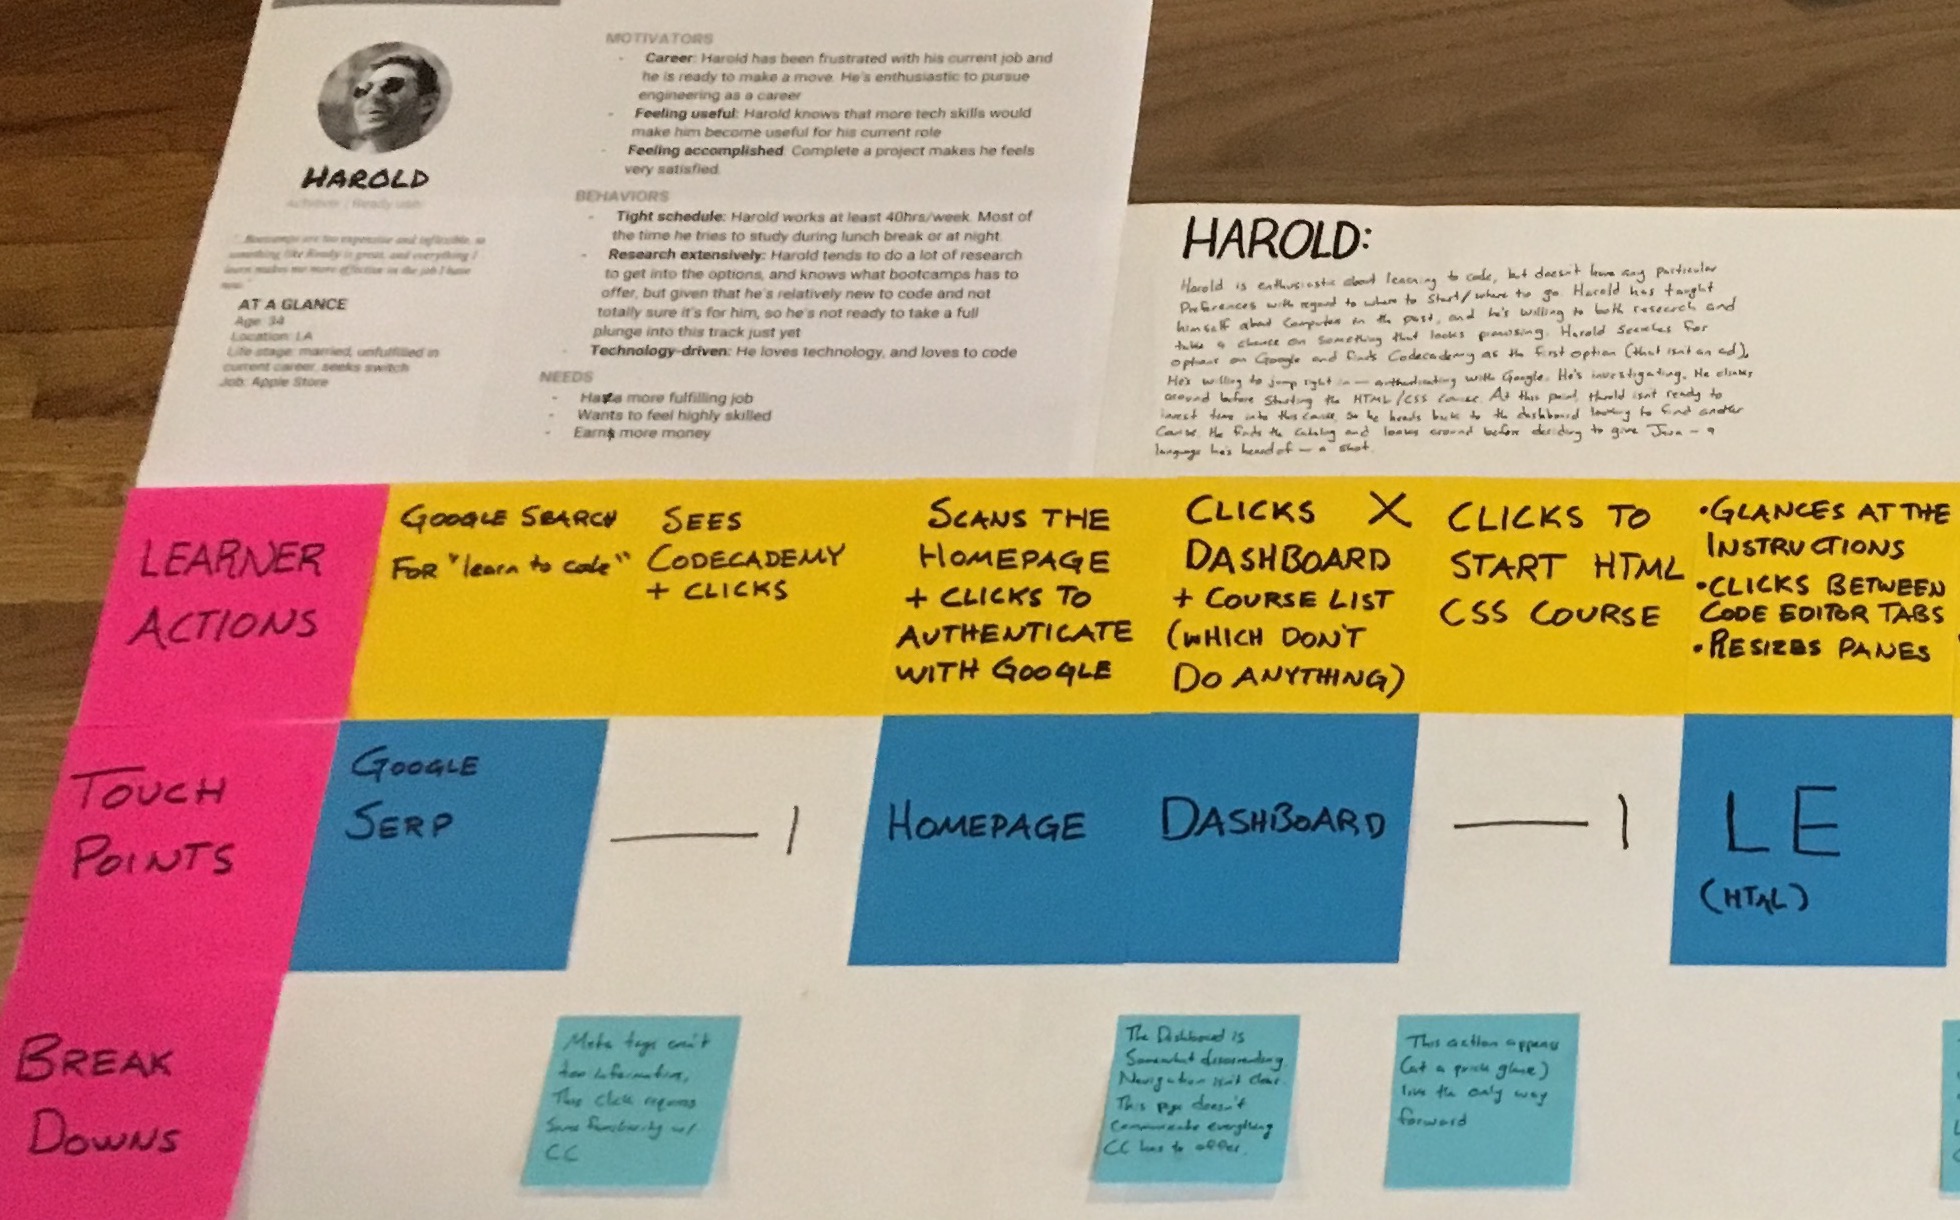 HAROLD
Achiever | Ready
"Bootcamps are too expensive and inflexible, so
something like Ready is great, and everything I
learn makes me more effective in the job I have
now."
AT A GLANCE
Age: 34
Location: LA
Life stage: married, unfulfilled in
current career, seeks switch
Job: Apple Store
MOTIVATORS
- Career: Harold has been frustrated with his current job and
he is ready to make a move. He's enthusiastic to pursue
engineering as a career
- Feeling useful: Harold knows that more tech skills would
make him become useful for his current role
- Feeling accomplished: Complete a project makes he feels
very satisfied.
BEHAVIORS
- Tight schedule: Harold works at least 40hrs/week. Most of
the time he tries to study during lunch break or at night.
- Research extensively: Harold tends to do a lot of research
to get into the options, and knows what bootcamps has to
offer, but given that he's relatively new to code and not
totally sure it's for him, so he's not ready to take a full
plunge into this track just yet
- Technology-driven: He loves technology, and loves to code
NEEDS
- Has a more fulfilling job
- Wants to feel highly skilled
- Earns more money
HAROLD:
Harold is enthusiastic about learning to code, but doesn't have any particular
Preferences with regard to where to start/where to go. Harold has taught
himself about Computers in the past, and he's willing to both research and
take a chance on something that looks promising. Harold Searches for
options on Google and finds Codecademy as the first option (that isn't an ad).
He's willing to jump right in — authenticating with Google. He's investigating. He clicks
around before starting the HTML/CSS course. At this point, Harold isn't ready to
invest time into this course, so he heads back to the dashboard looking to find another
Course. He finds the Catalog and looks around before deciding to give Java — a
language he's heard of — a shot.
LEARNER
ACTIONS
GOOGLE SEARCH
FOR "learn to code"
SEES
CODECADEMY
+ CLICKS
SCANS THE
HOMEPAGE
+ CLICKS TO
AUTHENTICATE
WITH GOOGLE
CLICKS X
DASHBOARD
+ COURSE LIST
(WHICH DON'T
DO ANYTHING)
CLICKS TO
START HTML
CSS COURSE
• GLANCES AT THE
INSTRUCTIONS
• CLICKS BETWEEN
CODE EDITOR TABS
• RESIZES PANES
TOUCH
POINTS
GOOGLE
SERP
HOMEPAGE
DASHBOARD
LE
(HTML)
BREAK
DOWNS
Meta tags aren't
information.
This click requires
Some familiarity w/
CC
The Dashboard is
Somewhat
Navigation isn't clear.
This page doesn't
Communicate everything
CC has to offer.
This action appears
(at a quick glance)
like the only way
forward